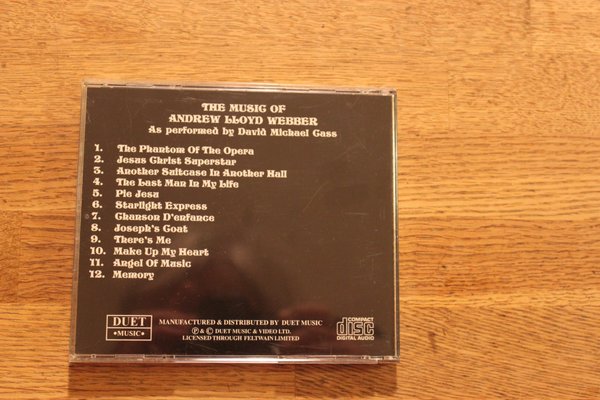 THE MUSIC OF
ANDREW LLOYD WEBBER
As performed by David Michael Cass
1. The Phantom Of The Opera
2. Jesus Christ Superstar
3. Another Suitcase In Another Hall
4. The Last Man In My Life
5. Pie Jesu
6. Starlight Express
7. Chanson D'enfance
8. Joseph's Coat
9. There's Me
10. Make Up My Heart
11. Angel Of Music
12. Memory
DUET
•MUSIC•
MANUFACTURED & DISTRIBUTED BY DUET MUSIC
℗ & © DUET MUSIC & VIDEO LTD.
LICENSED THROUGH FELTWAIN LIMITED
COMPACT
disc
DIGITAL AUDIO